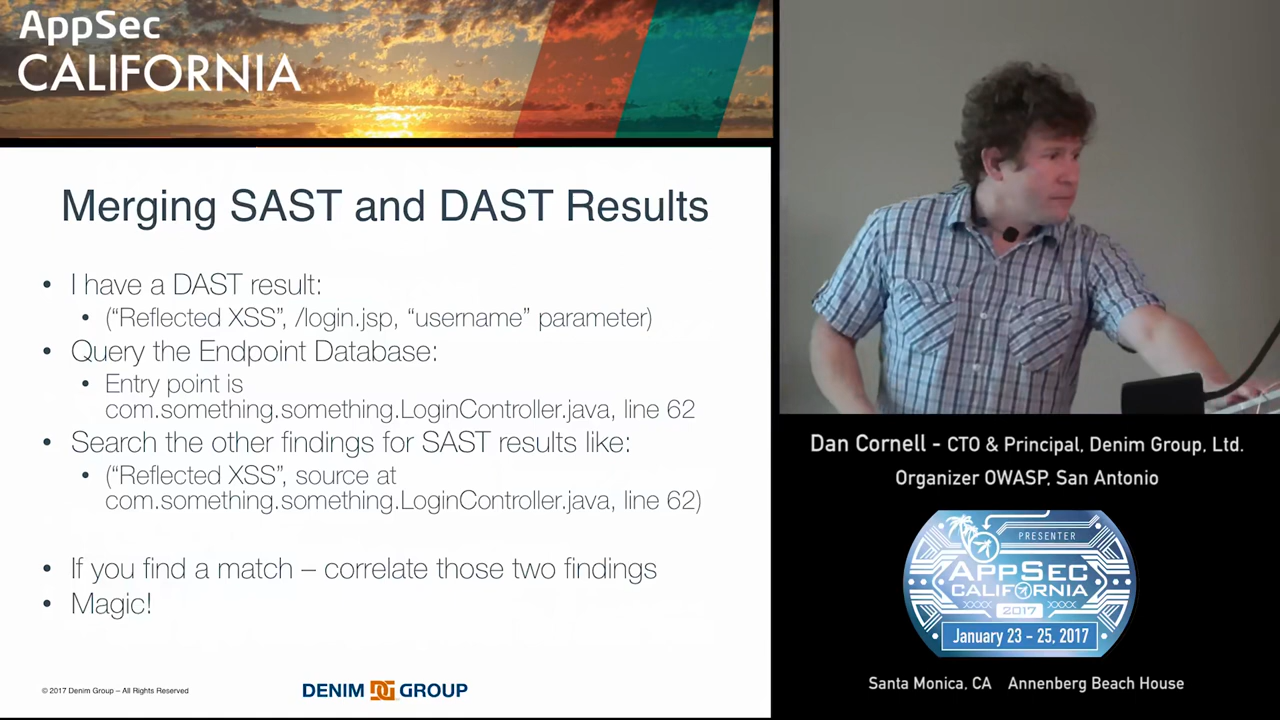 AppSec
CALIFORNIA
Merging SAST and DAST Results
• I have a DAST result:
• (“Reflected XSS”, /login.jsp, “username” parameter)
• Query the Endpoint Database:
• Entry point is
com.something.something.LoginController.java, line 62
• Search the other findings for SAST results like:
• (“Reflected XSS”, source at
com.something.something.LoginController.java, line 62)
• If you find a match – correlate those two findings
• Magic!
© 2017 Denim Group – All Rights Reserved
DENIM DG GROUP
Dan Cornell - CTO & Principal, Denim Group, Ltd.
Organizer OWASP, San Antonio
PRESENTER
APPSEC
CALIFORNIA
2017
January 23 - 25, 2017
Santa Monica, CA Annenberg Beach House